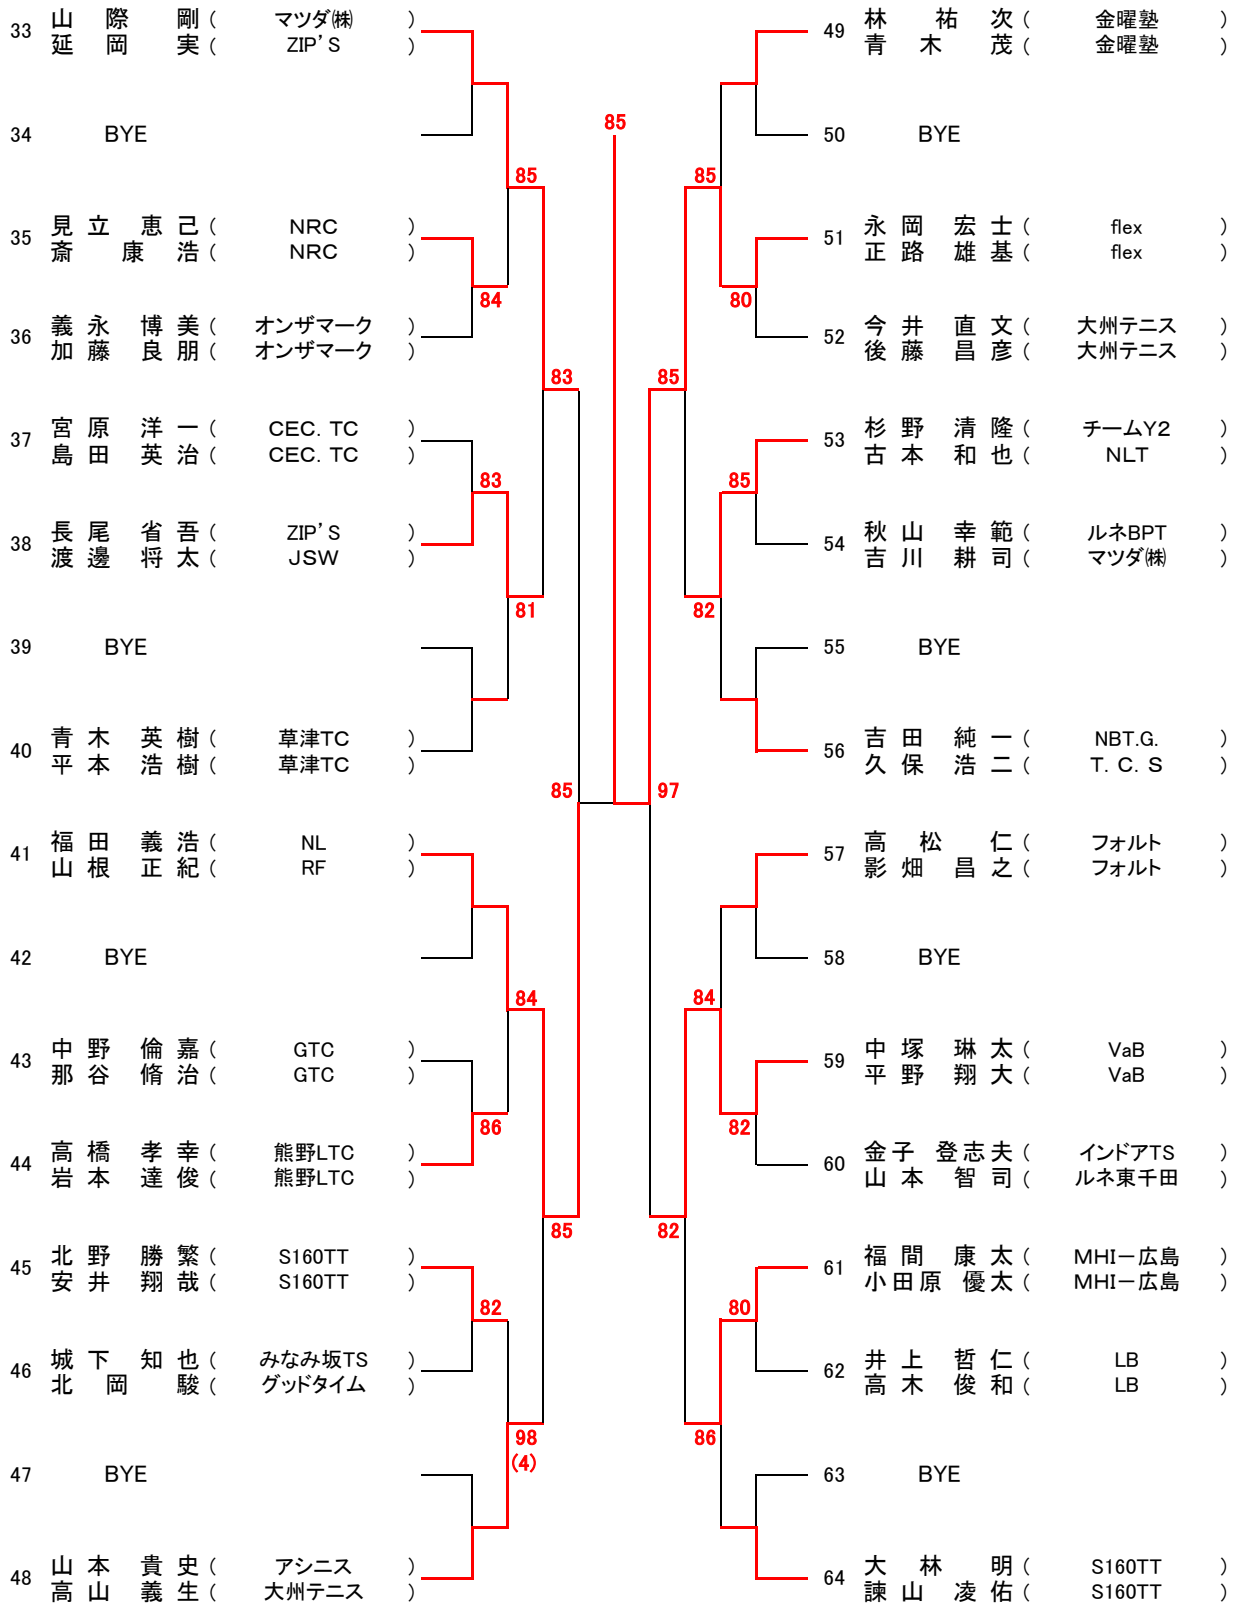 33 山際 剛 ( マツダ㈱ )
延岡 実 ( ZIP'S )
34 BYE
85
35 見立恵己 ( NRC )
斎 康浩 ( NRC )
84
36 義永博美 ( オンザマーク )
加藤良朋 ( オンザマーク )
83
37 宮原洋一 ( CEC. TC )
島田英治 ( CEC. TC )
83
38 長尾省吾 ( ZIP'S )
渡邊将太 ( JSW )
81
39 BYE
40 青木英樹 ( 草津TC )
平本浩樹 ( 草津TC )
85
41 福田義浩 ( NL )
山根正紀 ( RF )
42 BYE
84
43 中野倫嘉 ( GTC )
那谷脩治 ( GTC )
86
44 高橋孝幸 ( 熊野LTC )
岩本達俊 ( 熊野LTC )
85
45 北野勝繁 ( S160TT )
安井翔哉 ( S160TT )
82
46 城下知也 ( みなみ坂TS )
北岡 駿 ( グッドタイム )
98
(4)
47 BYE
48 山本貴史 ( アシニス )
高山義生 ( 大州テニス )
85
49 林 祐次 ( 金曜塾 )
青木 茂 ( 金曜塾 )
50 BYE
85
51 永岡宏士 ( flex )
正路雄基 ( flex )
80
52 今井直文 ( 大州テニス )
後藤昌彦 ( 大州テニス )
85
53 杉野清隆 ( チームY2 )
古本和也 ( NLT )
85
54 秋山幸範 ( ルネBPT )
吉川耕司 ( マツダ㈱ )
82
55 BYE
56 吉田純一 ( NBT.G. )
久保浩二 ( T. C. S )
97
57 高松 仁 ( フォルト )
影畑昌之 ( フォルト )
58 BYE
84
59 中塚琳太 ( VaB )
平野翔大 ( VaB )
82
60 金子登志夫 ( インドアTS )
山本智司 ( ルネ東千田 )
82
61 福間康太 ( MHIー広島 )
小田原優太 ( MHIー広島 )
80
62 井上哲仁 ( LB )
高木俊和 ( LB )
86
63 BYE
64 大林 明 ( S160TT )
諫山凌佑 ( S160TT )